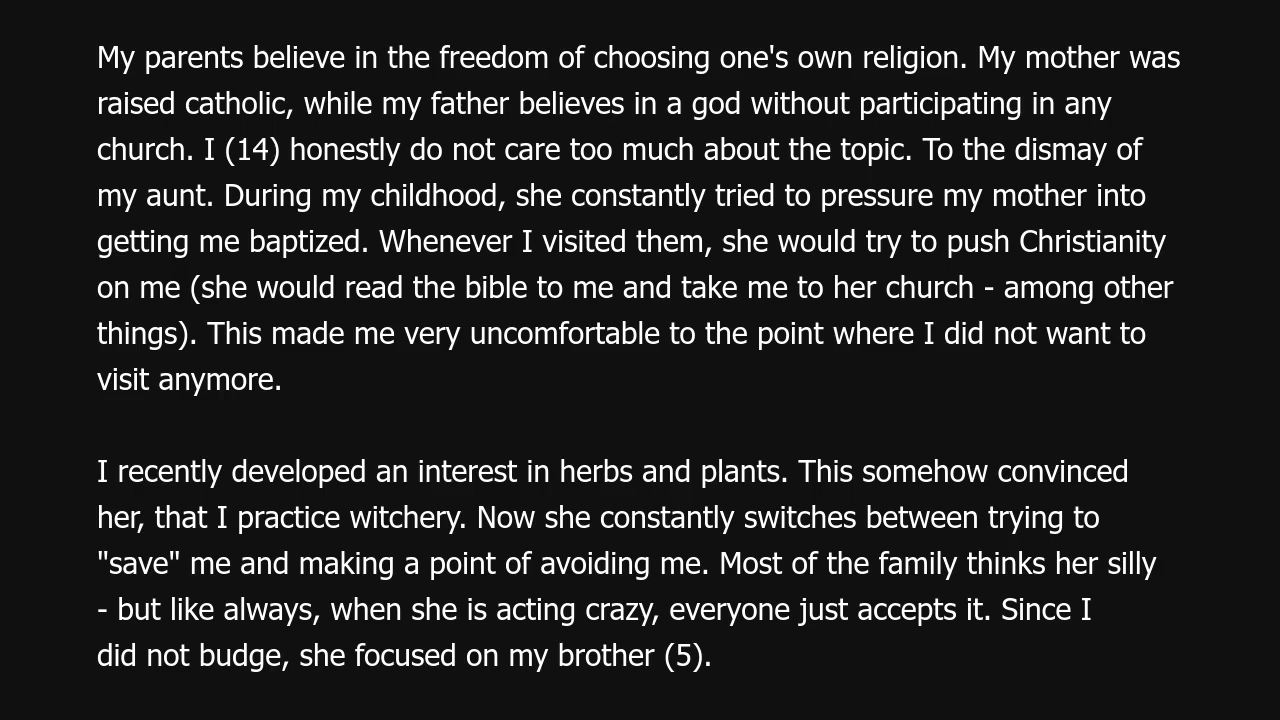 My parents believe in the freedom of choosing one's own religion. My mother was
raised catholic, while my father believes in a god without participating in any
church. I (14) honestly do not care too much about the topic. To the dismay of
my aunt. During my childhood, she constantly tried to pressure my mother into
getting me baptized. Whenever I visited them, she would try to push Christianity
on me (she would read the bible to me and take me to her church - among other
things). This made me very uncomfortable to the point where I did not want to
visit anymore.
I recently developed an interest in herbs and plants. This somehow convinced
her, that I practice witchery. Now she constantly switches between trying to
"save" me and making a point of avoiding me. Most of the family thinks her silly
- but like always, when she is acting crazy, everyone just accepts it. Since I
did not budge, she focused on my brother (5).